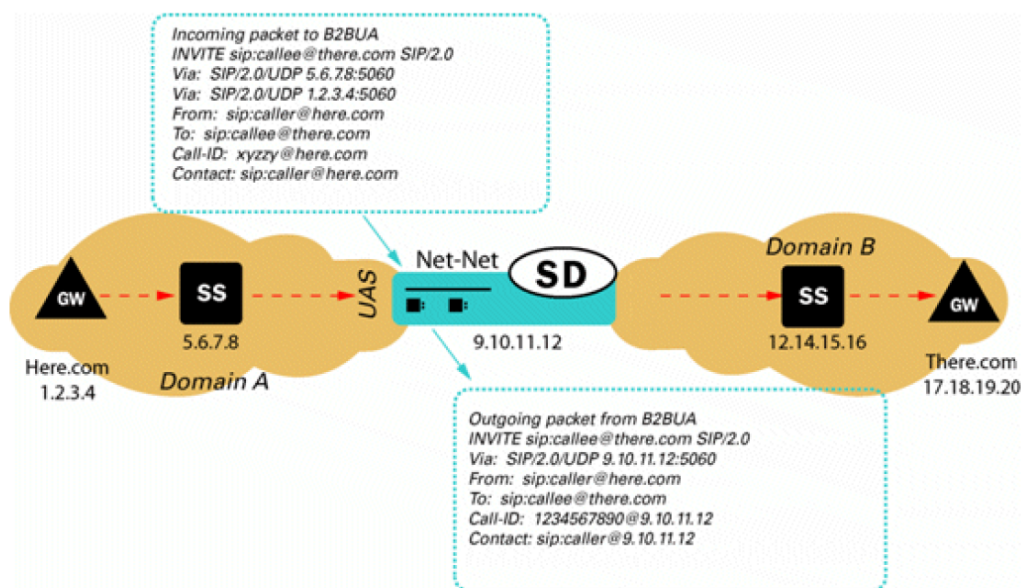 Incoming packet to B2BUA
INVITE sip:callee@there.com SIP/2.0
Via: SIP/2.0/UDP 5.6.7.8:5060
Via: SIP/2.0/UDP 1.2.3.4:5060
From: sip:caller@here.com
To: sip:callee@there.com
Call-ID: xyzzy@here.com
Contact: sip:caller@here.com
GW
Here.com
1.2.3.4
SS
5.6.7.8
Domain A
UAS
Net-Net
SD
9.10.11.12
Domain B
SS
12.14.15.16
GW
There.com
17.18.19.20
Outgoing packet from B2BUA
INVITE sip:callee@there.com SIP/2.0
Via: SIP/2.0/UDP 9.10.11.12:5060
From: sip:caller@here.com
To: sip:callee@there.com
Call-ID: 1234567890@9.10.11.12
Contact: sip:caller@9.10.11.12